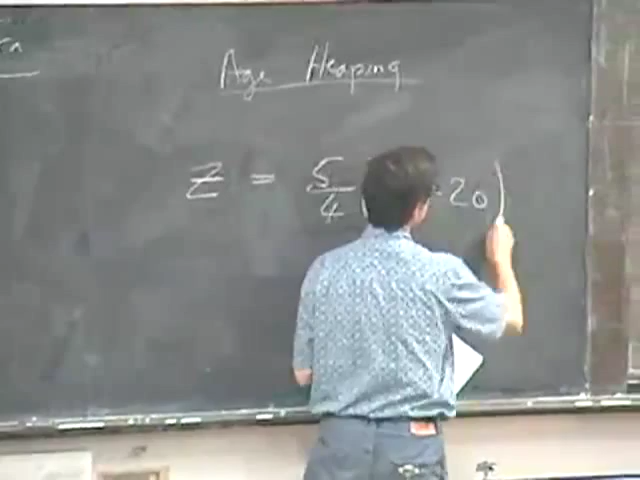 Age Heaping
Z = 5/4 ( - 20)